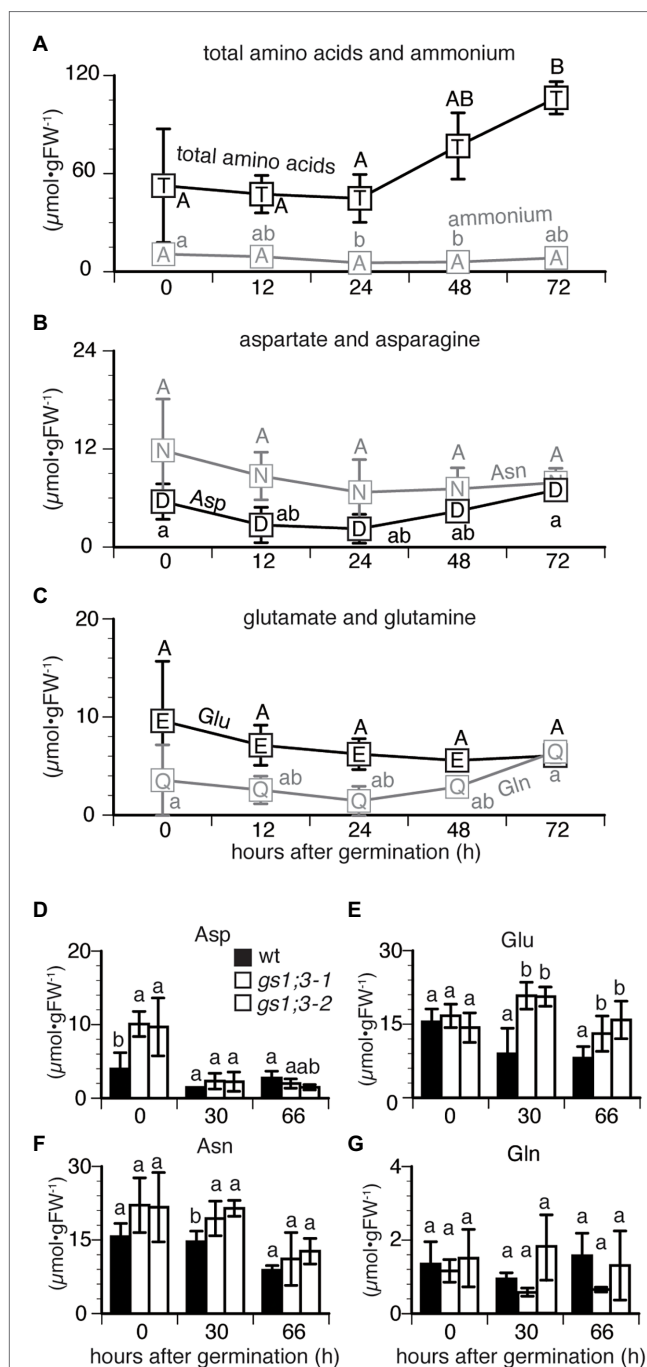 A
total amino acids and ammonium
120
60
0
(µmol•gFW-1)
total amino acids
ammonium
T T T T T
A A A AB B
A A A A A
a ab b b ab
0 12 24 48 72
B
aspartate and asparagine
24
12
0
(µmol•gFW-1)
A A A A A
N N N N N
Asn
Asp
D D D D D
a ab ab ab a
0 12 24 48 72
C
glutamate and glutamine
20
10
0
(µmol•gFW-1)
A A A A A
Glu
E E E E
Q Q Q Q Q
Gln
a ab ab ab a
0 12 24 48 72
hours after germination (h)
D
Asp
wt
gs1;3-1
gs1;3-2
20
10
0
(µmol•gFW-1)
b a a a a a a aab
0 30 66
E
Glu
30
15
0
(µmol•gFW-1)
a a a a b b a b b
0 30 66
F
Asn
30
15
0
(µmol•gFW-1)
a a a b a a a a a
0 30 66
hours after germination (h)
G
Gln
4
2
0
(µmol•gFW-1)
a a a a a a a a a
0 30 66
hours after germination (h)